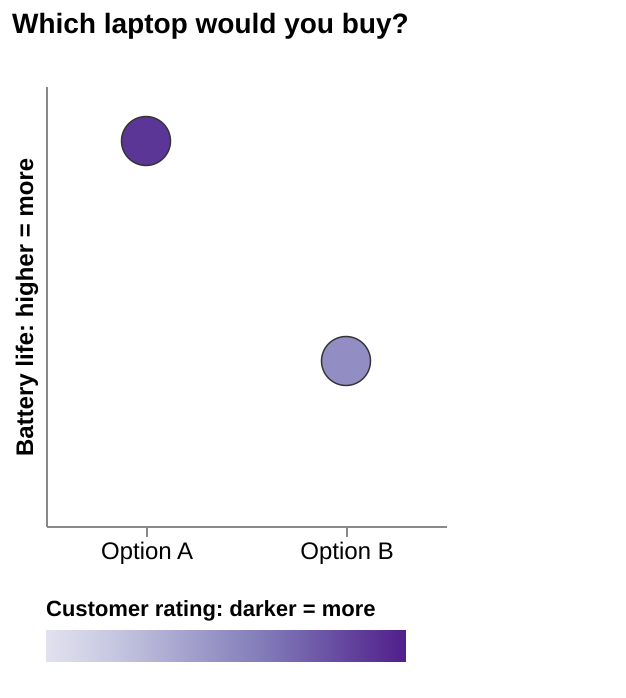 Which laptop would you buy?
Battery life: higher = more
Option A
Option B
Customer rating: darker = more